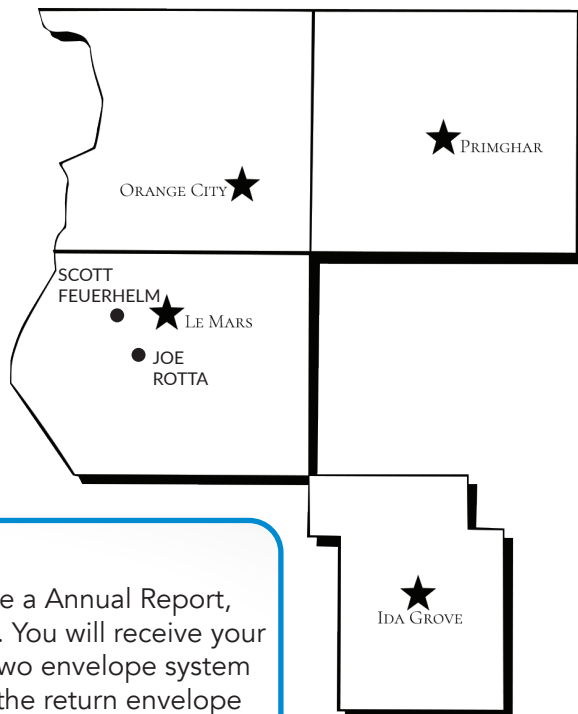 PRIMGHAR
ORANGE CITY
SCOTT
FEUERHELM
LE MARS
JOE
ROTTA
e a Annual Report,
. You will receive your
wo envelope system
the return envelope
IDA GROVE